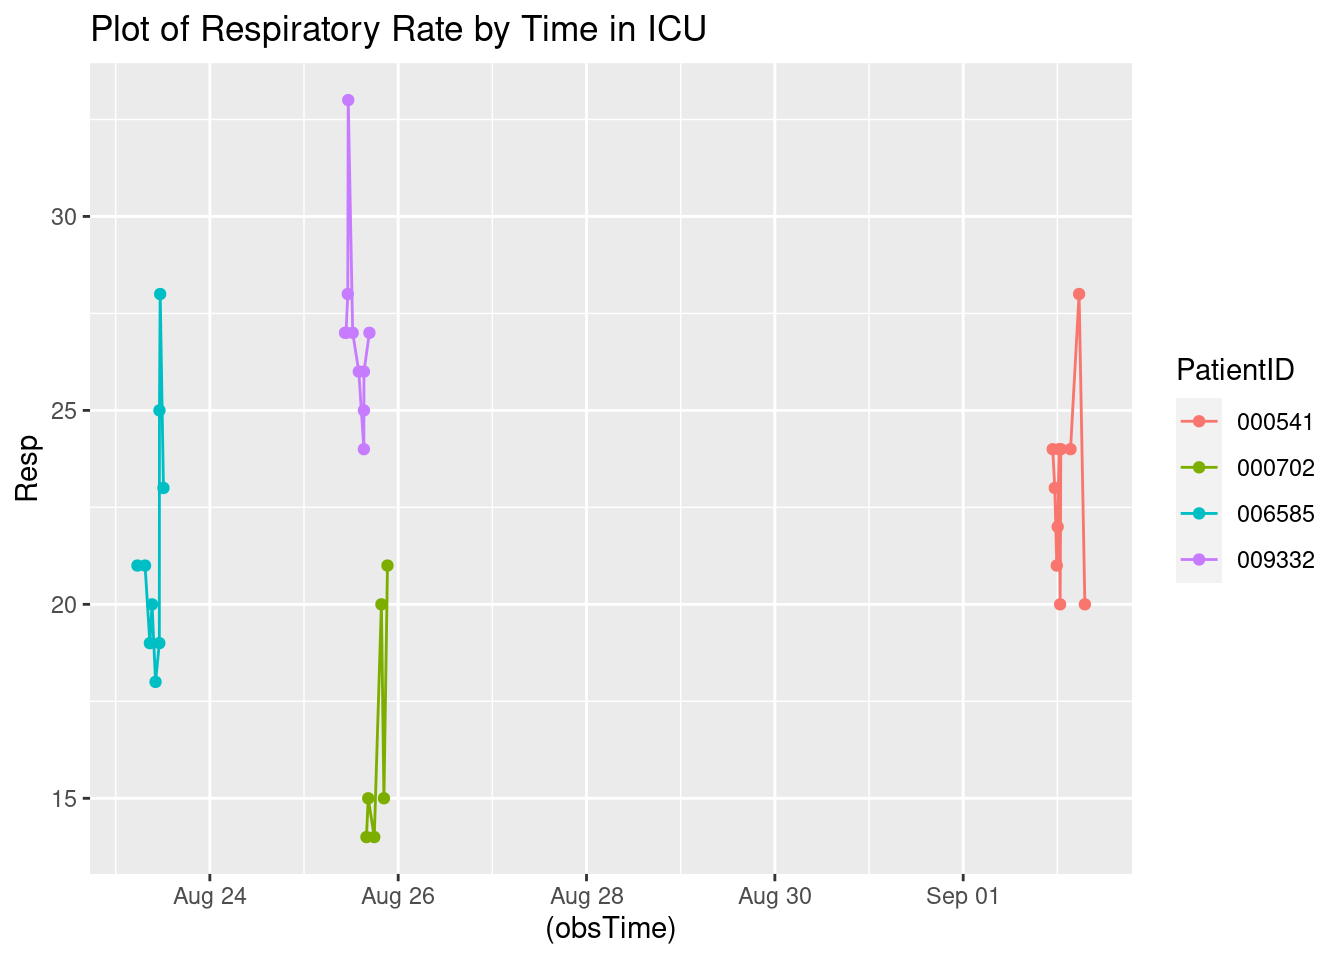 Plot of Respiratory Rate by Time in ICU
Resp
30
25
20
15
Aug 24
Aug 26
Aug 28
Aug 30
Sep 01
(obsTime)
PatientID
000541
000702
006585
009332